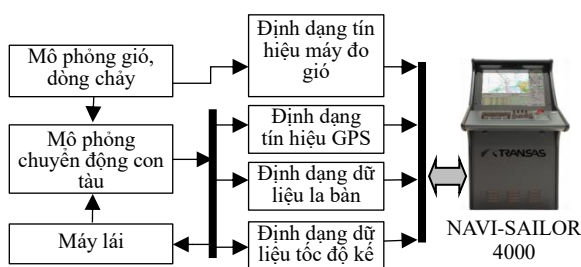 Mô phỏng gió,
dòng chảy
Mô phỏng
chuyển động con
tàu
Máy lái
Định dạng tín
hiệu máy đo
gió
Định dạng
tín hiệu GPS
Định dạng dữ
liệu la bàn
Định dạng dữ
liệu tốc độ kế
TRANSAS
NAVI-SAILOR
4000